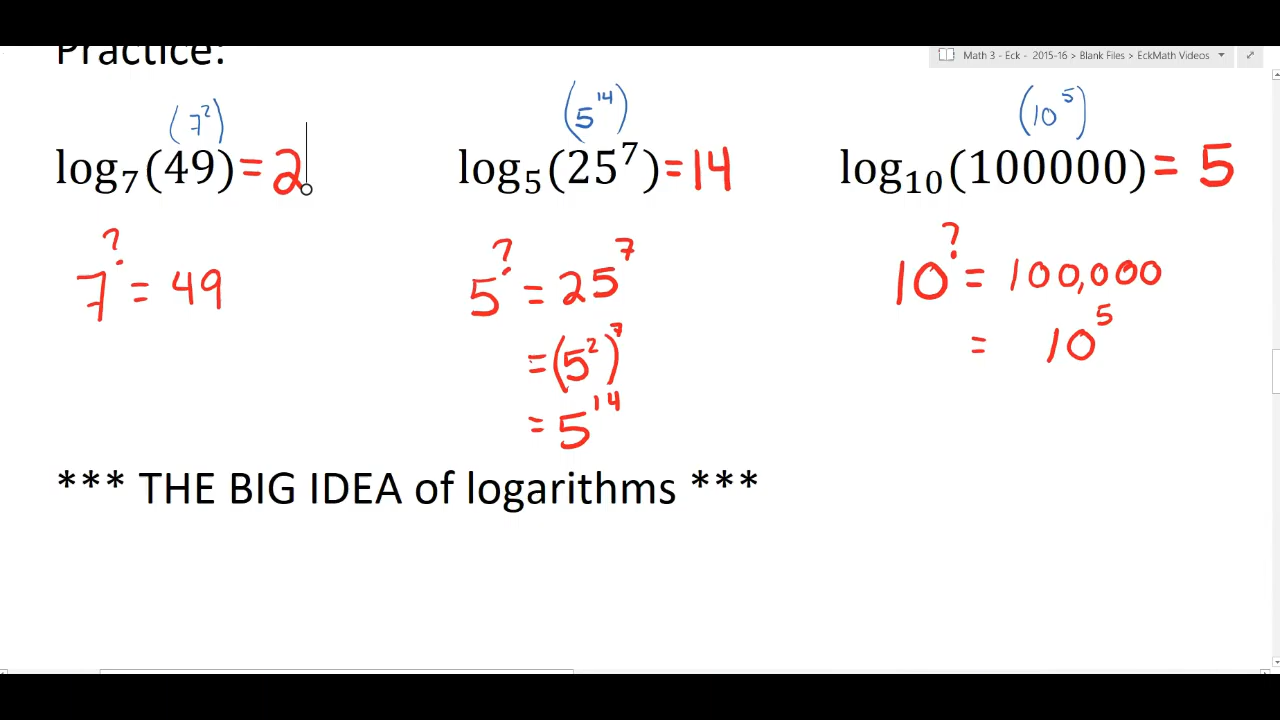 Practice:
Math 3 - Eck - 2015-16 > Blank Files > EckMath Videos
(7²) (5¹⁴) (10⁵)
log₇(49) = 2 log₅(25⁷) = 14 log₁₀(100000) = 5
7^? = 49 5^? = 25⁷ 10^? = 100,000
= (5²)⁷ = 10⁵
= 5¹⁴
*** THE BIG IDEA of logarithms ***